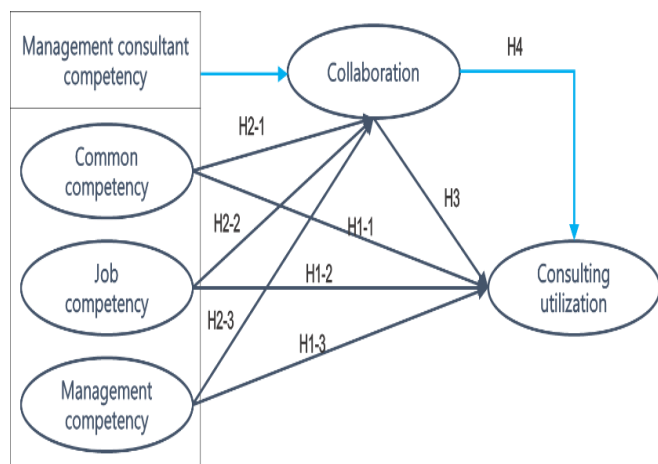 Management consultant
competency
Collaboration
H4
H2-1
Common
competency
H2-2
H1-1
H3
Job
competency
H1-2
Consulting
utilization
H2-3
H1-3
Management
competency